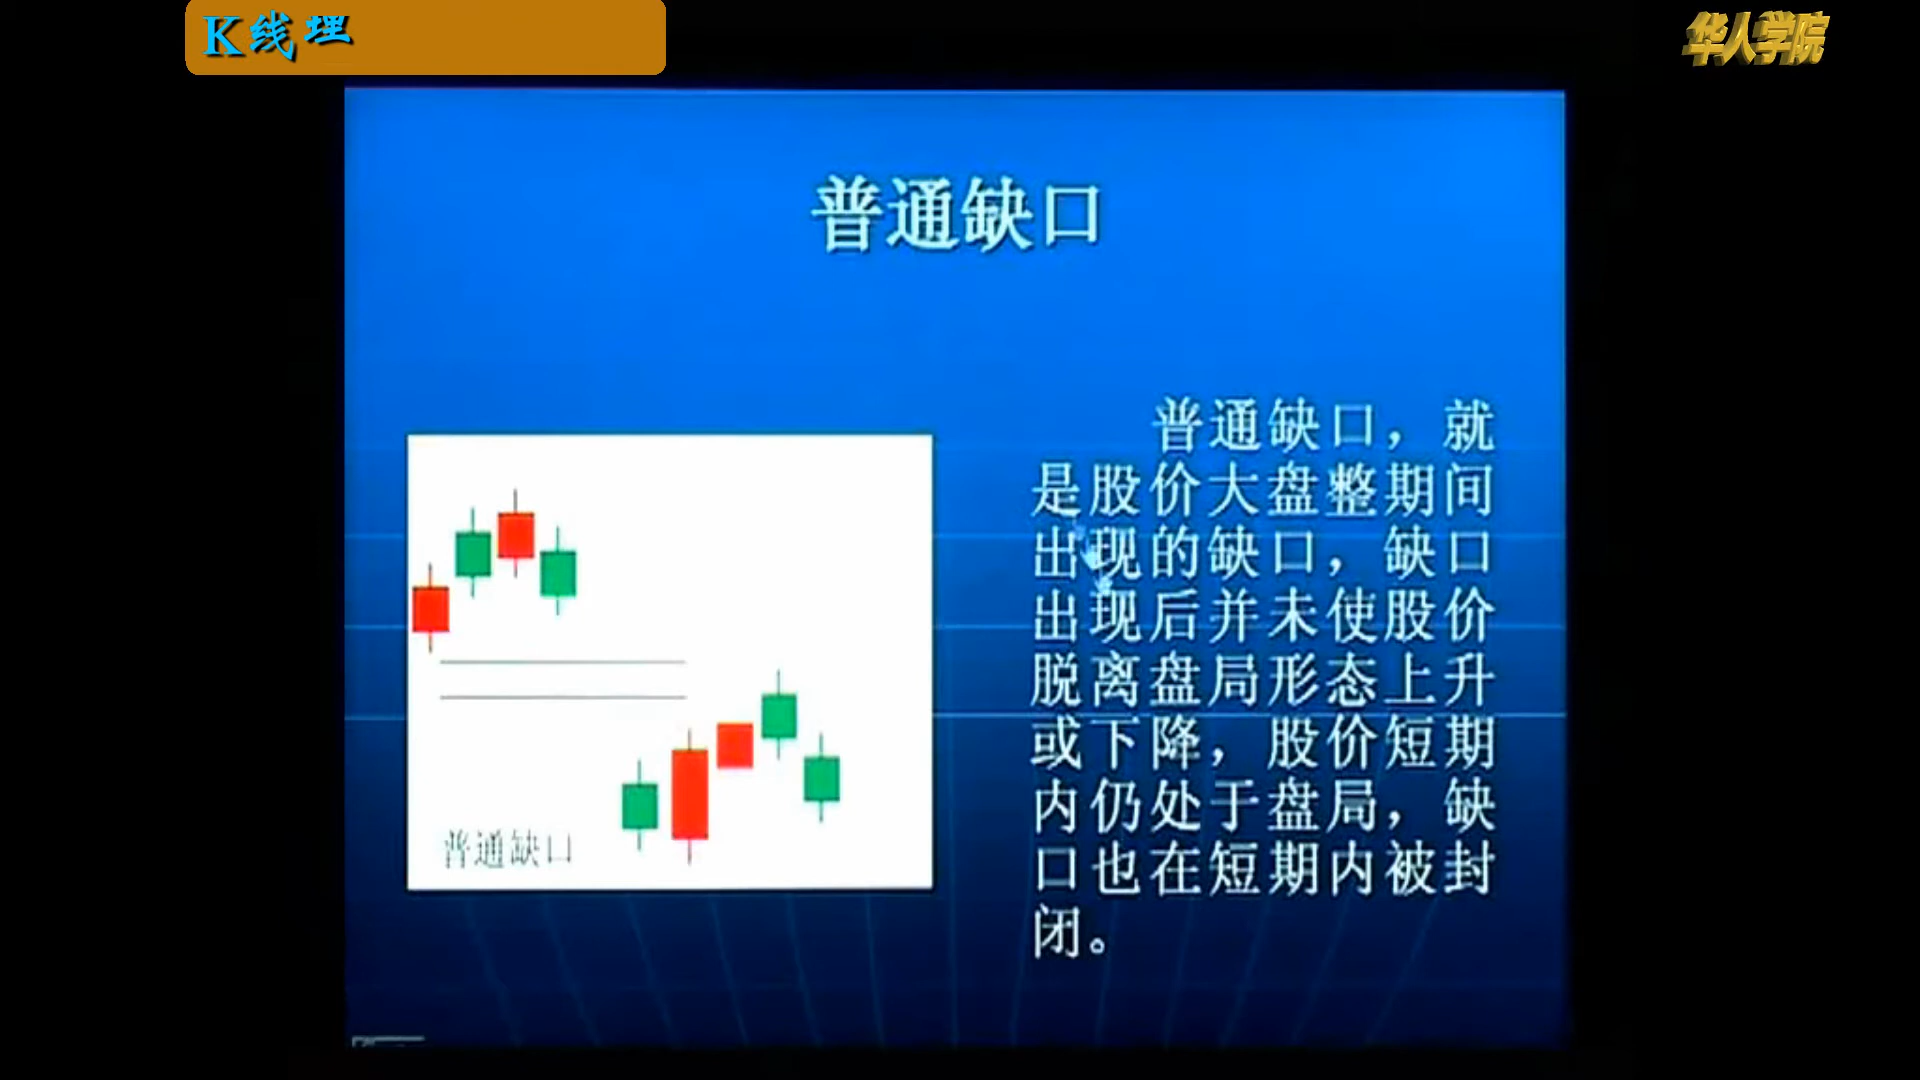 K线理
华人学院
普通缺口
普通缺口，就
是股价大盘整期间
出现的缺口，缺口
出现后并未使股价
脱离盘局形态上升
或下降，股价短期
内仍处于盘局，缺
口也在短期内被封
闭。
普通缺口